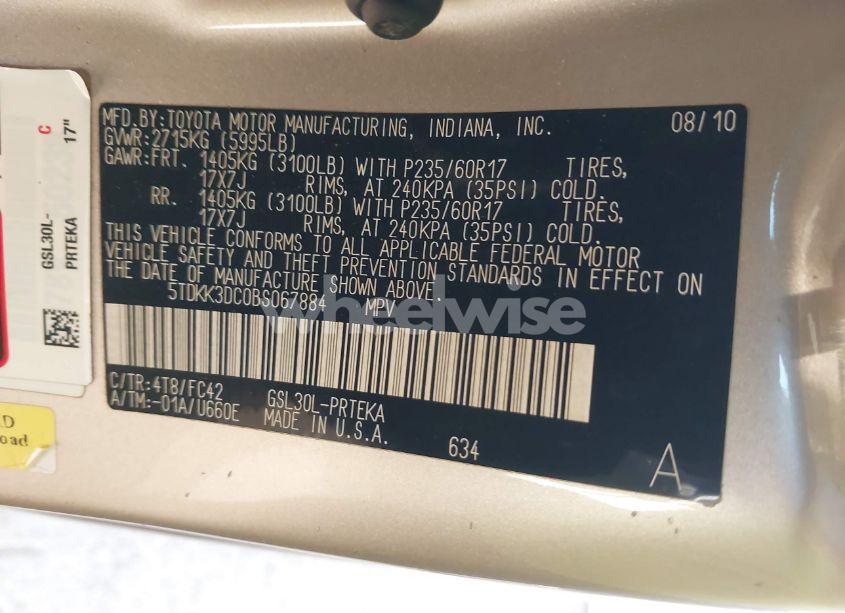 MFD.BY:TOYOTA MOTOR MANUFACTURING, INDIANA, INC. 08/10
GVWR:2715KG (5995LB)
GAWR:FRT. 1405KG (3100LB) WITH P235/60R17 TIRES,
17X7J RIMS, AT 240KPA (35PSI) COLD.
RR. 1405KG (3100LB) WITH P235/60R17 TIRES,
17X7J RIMS, AT 240KPA (35PSI) COLD.
THIS VEHICLE CONFORMS TO ALL APPLICABLE FEDERAL MOTOR
VEHICLE SAFETY AND THEFT PREVENTION STANDARDS IN EFFECT ON
THE DATE OF MANUFACTURE SHOWN ABOVE.
5TDKK3DC0BS067884 MPV
C/TR:4T8/FC42 GSL30L-PRTEKA
A/TM:-01A/U660E MADE IN U.S.A.
634
A
GSL30L-
PRTEKA
17" C
oad
wheelwise